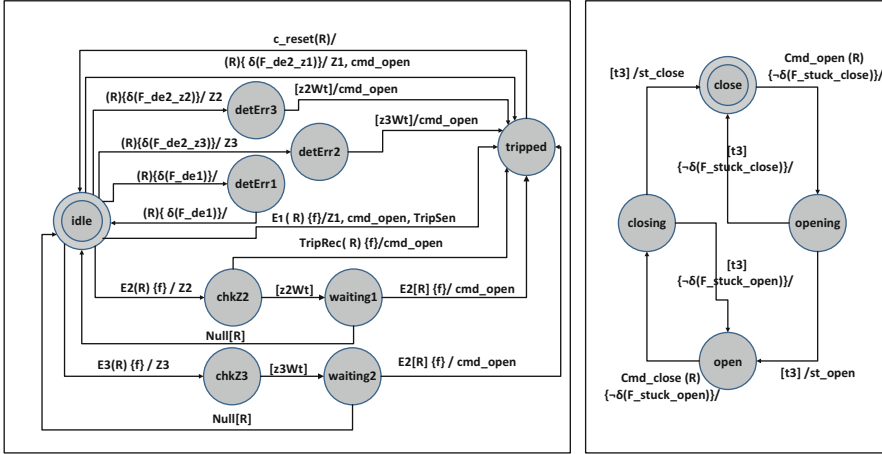 c_reset(R)/
(R){ δ(F_de2_z1)}/ Z1, cmd_open
(R){δ(F_de2_z2)}/ Z2
detErr3
[z2Wt]/cmd_open
(R){δ(F_de2_z3)}/ Z3
detErr2
[z3Wt]/cmd_open
tripped
(R){δ(F_de1)}/
detErr1
idle
(R){ δ(F_de1)}/
E1( R) {f}/Z1, cmd_open, TripSen
TripRec( R) {f}/cmd_open
E2(R) {f} / Z2
chkZ2
[z2Wt]
waiting1
E2[R] {f}/ cmd_open
Null[R]
E3(R) {f} / Z3
chkZ3
[z3Wt]
waiting2
E2[R] {f} / cmd_open
Null[R]
[t3] /st_close
close
Cmd_open (R)
{¬δ(F_stuck_close)}/
[t3]
{¬δ(F_stuck_close)}/
closing
opening
[t3]
{¬δ(F_stuck_open)}/
open
Cmd_close (R)
{¬δ(F_stuck_open)}/
[t3] /st_open